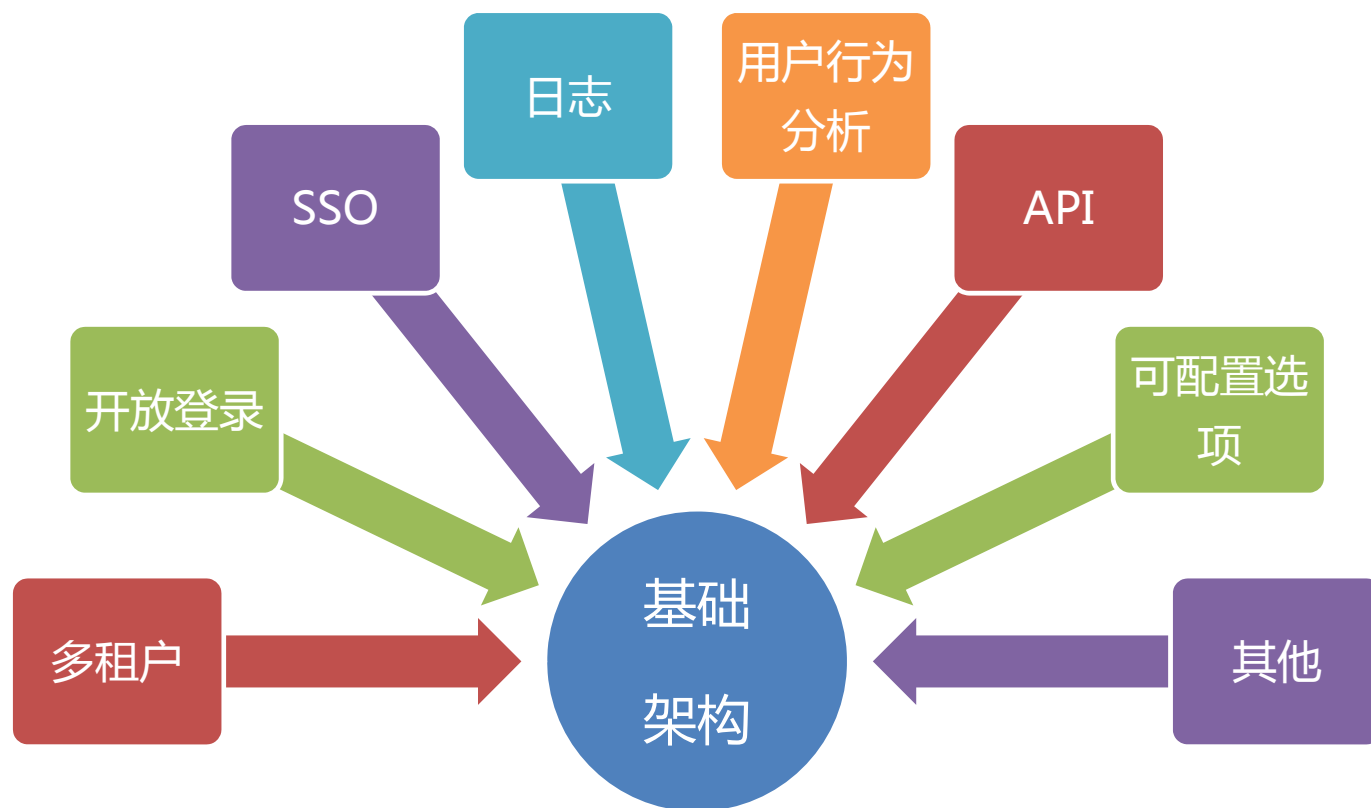 日志
用户行为
分析
SSO
API
开放登录
可配置选
项
多租户
基础
架构
其他